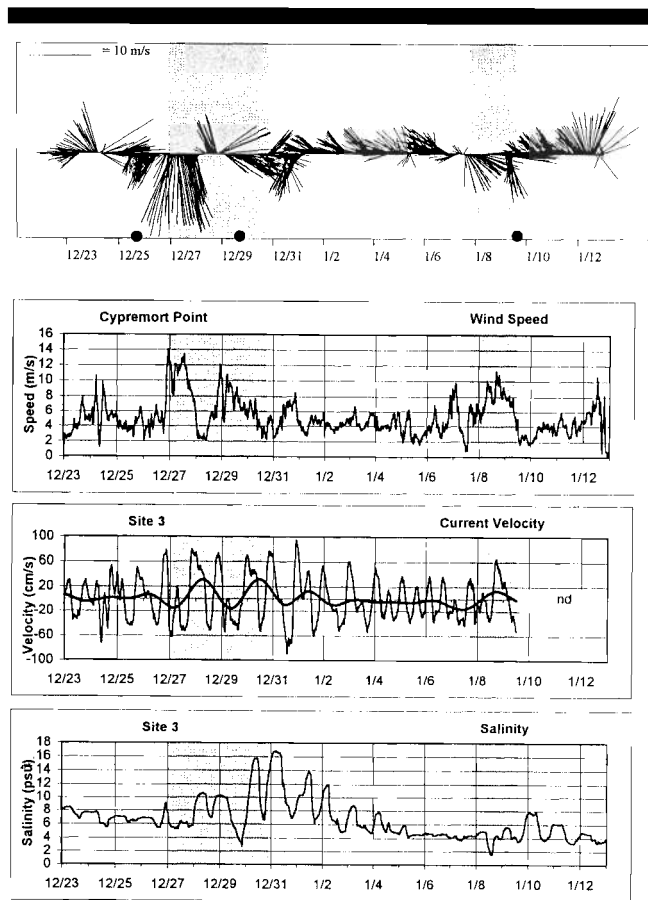 = 10 m/s
12/23 12/25 12/27 12/29 12/31 1/2 1/4 1/6 1/8 1/10 1/12
Cypremort Point Wind Speed
Speed (m/s)
16
14
12
10
8
6
4
2
0
12/23 12/25 12/27 12/29 12/31 1/2 1/4 1/6 1/8 1/10 1/12
Site 3 Current Velocity
Velocity (cm/s)
100
60
20
-20
-60
-100
nd
12/23 12/25 12/27 12/29 12/31 1/2 1/4 1/6 1/8 1/10 1/12
Site 3 Salinity
Salinity (psu)
18
16
14
12
10
8
6
4
2
0
12/23 12/25 12/27 12/29 12/31 1/2 1/4 1/6 1/8 1/10 1/12